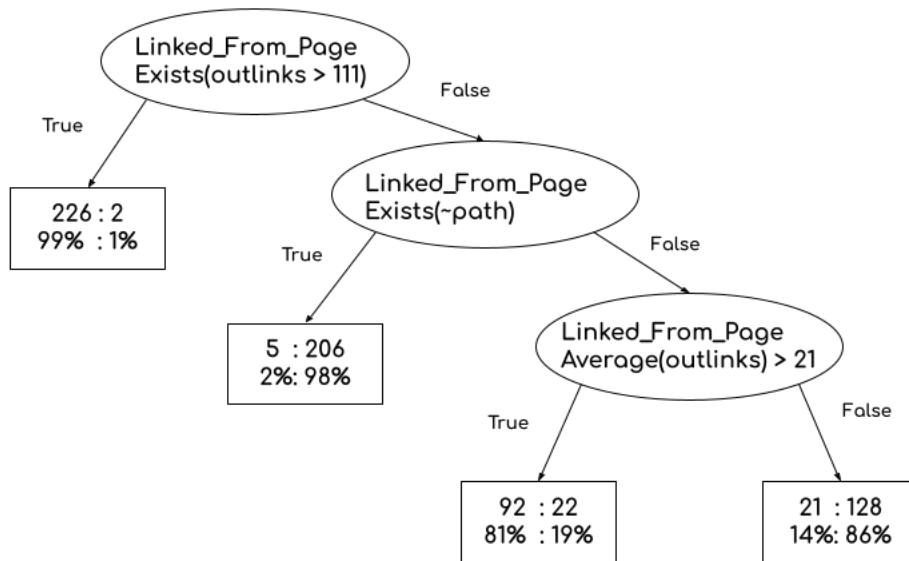 Linked_From_Page
Exists(outlinks > 111)
True
False
226 : 2
99% : 1%
Linked_From_Page
Exists(~path)
True
False
5 : 206
2%: 98%
Linked_From_Page
Average(outlinks) > 21
True
False
92 : 22
81% : 19%
21 : 128
14%: 86%